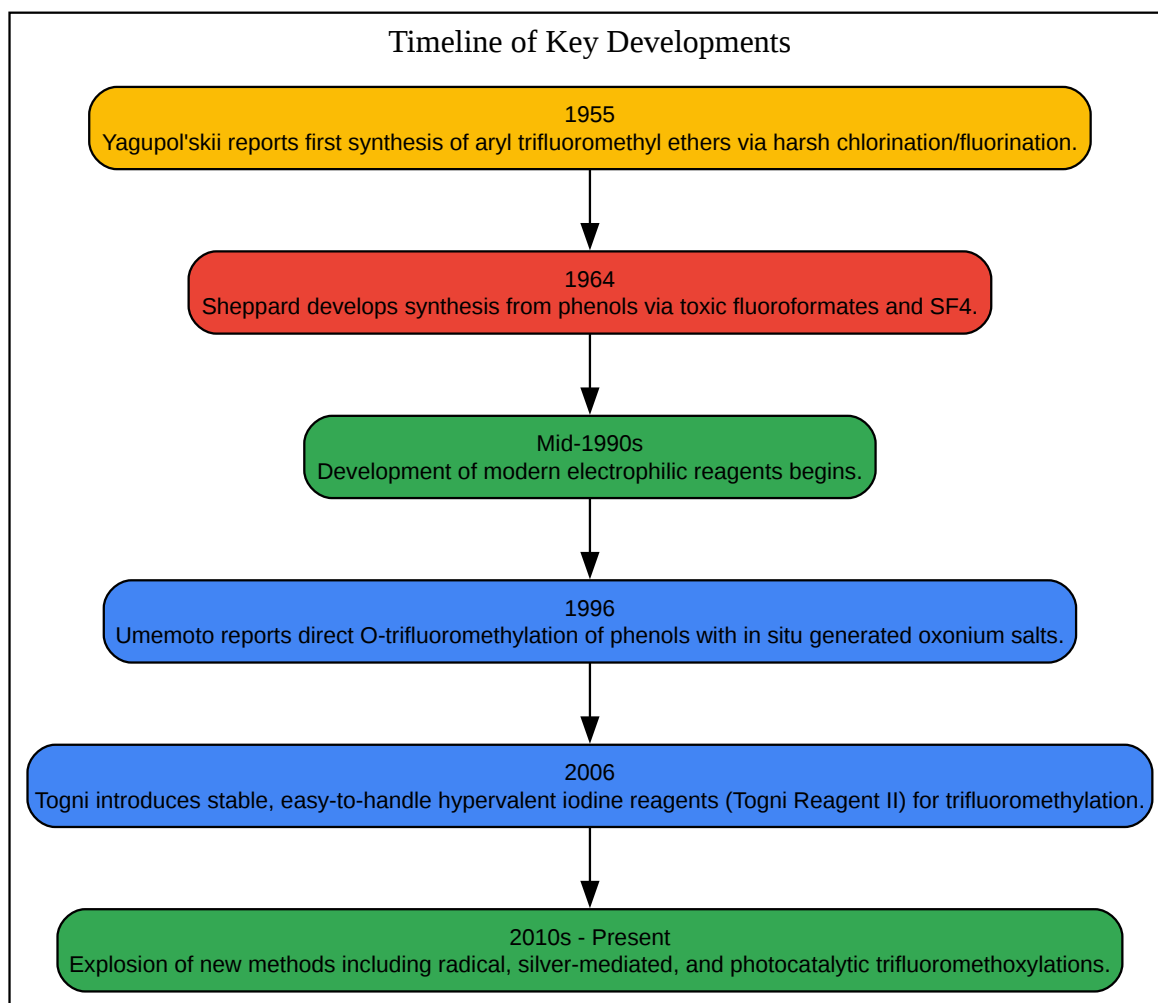 Timeline of Key Developments
1955
Yagupol'skii reports first synthesis of aryl trifluoromethyl ethers via harsh chlorination/fluorination.
1964
Sheppard develops synthesis from phenols via toxic fluoroformates and SF4.
Mid-1990s
Development of modern electrophilic reagents begins.
1996
Umemoto reports direct O-trifluoromethylation of phenols with in situ generated oxonium salts.
2006
Togni introduces stable, easy-to-handle hypervalent iodine reagents (Togni Reagent II) for trifluoromethylation.
2010s - Present
Explosion of new methods including radical, silver-mediated, and photocatalytic trifluoromethoxylations.